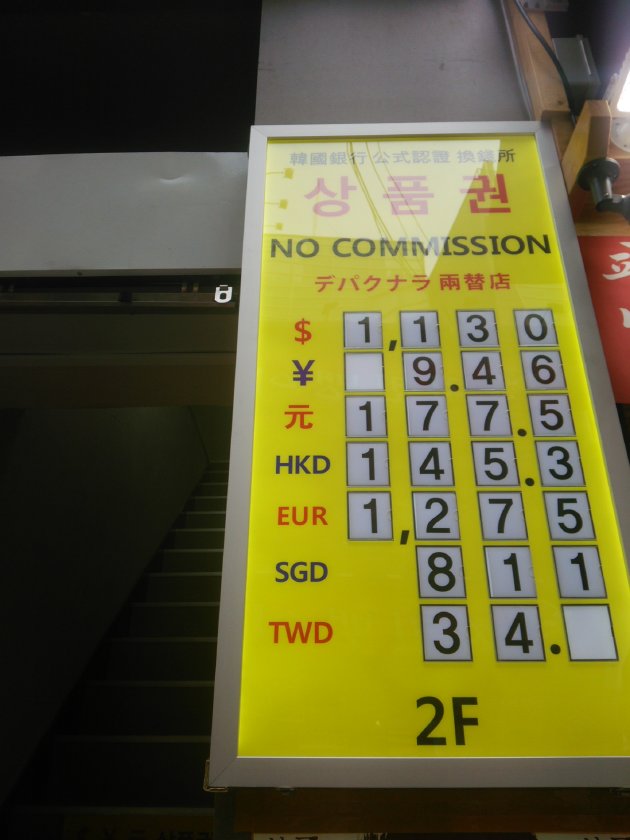 韓國銀行 公式認證 換錢所
상품권
NO COMMISSION
デパクナラ 両替店
$ 1,130
¥ 9.46
元 177.5
HKD 145.3
EUR 1,275
SGD 811
TWD 34.
2F